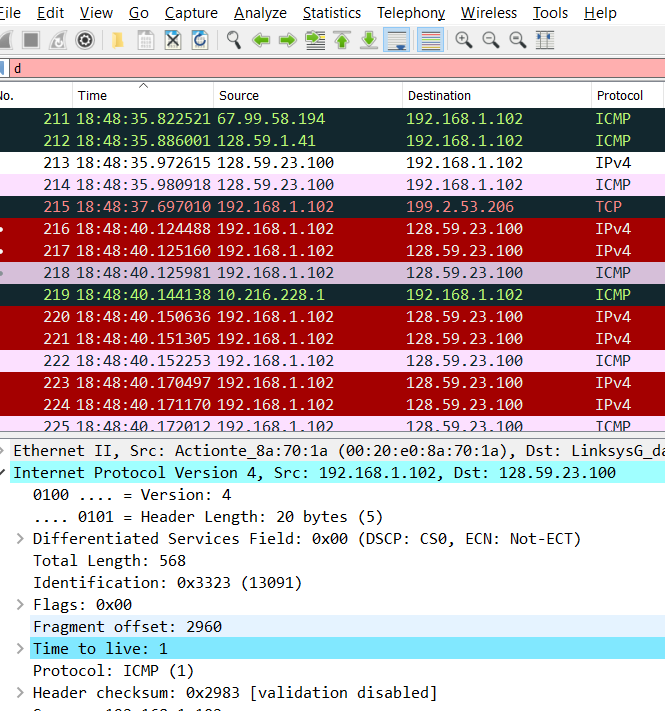 File Edit View Go Capture Analyze Statistics Telephony Wireless Tools Help
d
No. Time Source Destination Protocol
211 18:48:35.822521 67.99.58.194 192.168.1.102 ICMP
212 18:48:35.886001 128.59.1.41 192.168.1.102 ICMP
213 18:48:35.972615 128.59.23.100 192.168.1.102 IPv4
214 18:48:35.980918 128.59.23.100 192.168.1.102 ICMP
215 18:48:37.697010 192.168.1.102 199.2.53.206 TCP
216 18:48:40.124488 192.168.1.102 128.59.23.100 IPv4
217 18:48:40.125160 192.168.1.102 128.59.23.100 IPv4
218 18:48:40.125981 192.168.1.102 128.59.23.100 ICMP
219 18:48:40.144138 10.216.228.1 192.168.1.102 ICMP
220 18:48:40.150636 192.168.1.102 128.59.23.100 IPv4
221 18:48:40.151305 192.168.1.102 128.59.23.100 IPv4
222 18:48:40.152253 192.168.1.102 128.59.23.100 ICMP
223 18:48:40.170497 192.168.1.102 128.59.23.100 IPv4
224 18:48:40.171170 192.168.1.102 128.59.23.100 IPv4
225 18:48:40.172012 192.168.1.102 128.59.23.100 ICMP
Ethernet II, Src: Actionte_8a:70:1a (00:20:e0:8a:70:1a), Dst: LinksysG_da
Internet Protocol Version 4, Src: 192.168.1.102, Dst: 128.59.23.100
0100 .... = Version: 4
.... 0101 = Header Length: 20 bytes (5)
Differentiated Services Field: 0x00 (DSCP: CS0, ECN: Not-ECT)
Total Length: 568
Identification: 0x3323 (13091)
Flags: 0x00
Fragment offset: 2960
Time to live: 1
Protocol: ICMP (1)
Header checksum: 0x2983 [validation disabled]